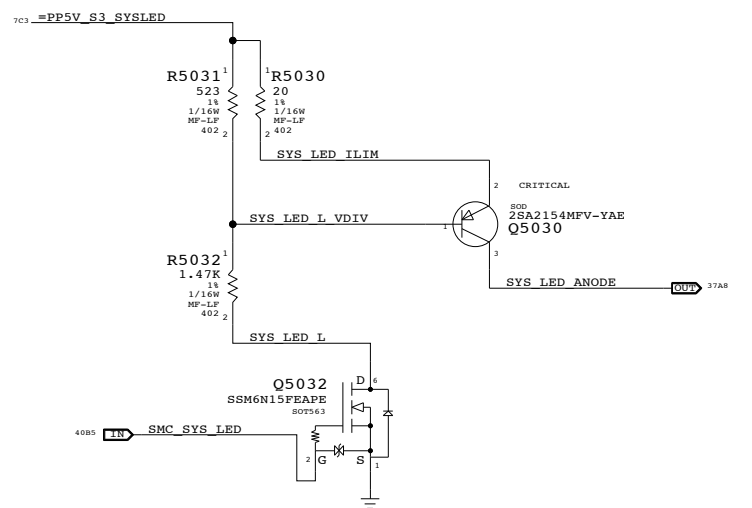 7C3 =PP5V_S3_SYSLED
R5031
523
1%
1/16W
MF-LF
402
1
2
R5030
20
1%
1/16W
MF-LF
402
1
2
SYS_LED_ILIM
2 CRITICAL
SOD
2SA2154MFV-YAE
Q5030
SYS_LED_L_VDIV
1
3
R5032
1.47K
1%
1/16W
MF-LF
402
1
2
SYS_LED_ANODE
OUT 37A8
SYS_LED_L
Q5032
SSM6N15FEAPE
SOT563
D 6
40B5 IN SMC_SYS_LED
2 G S 1